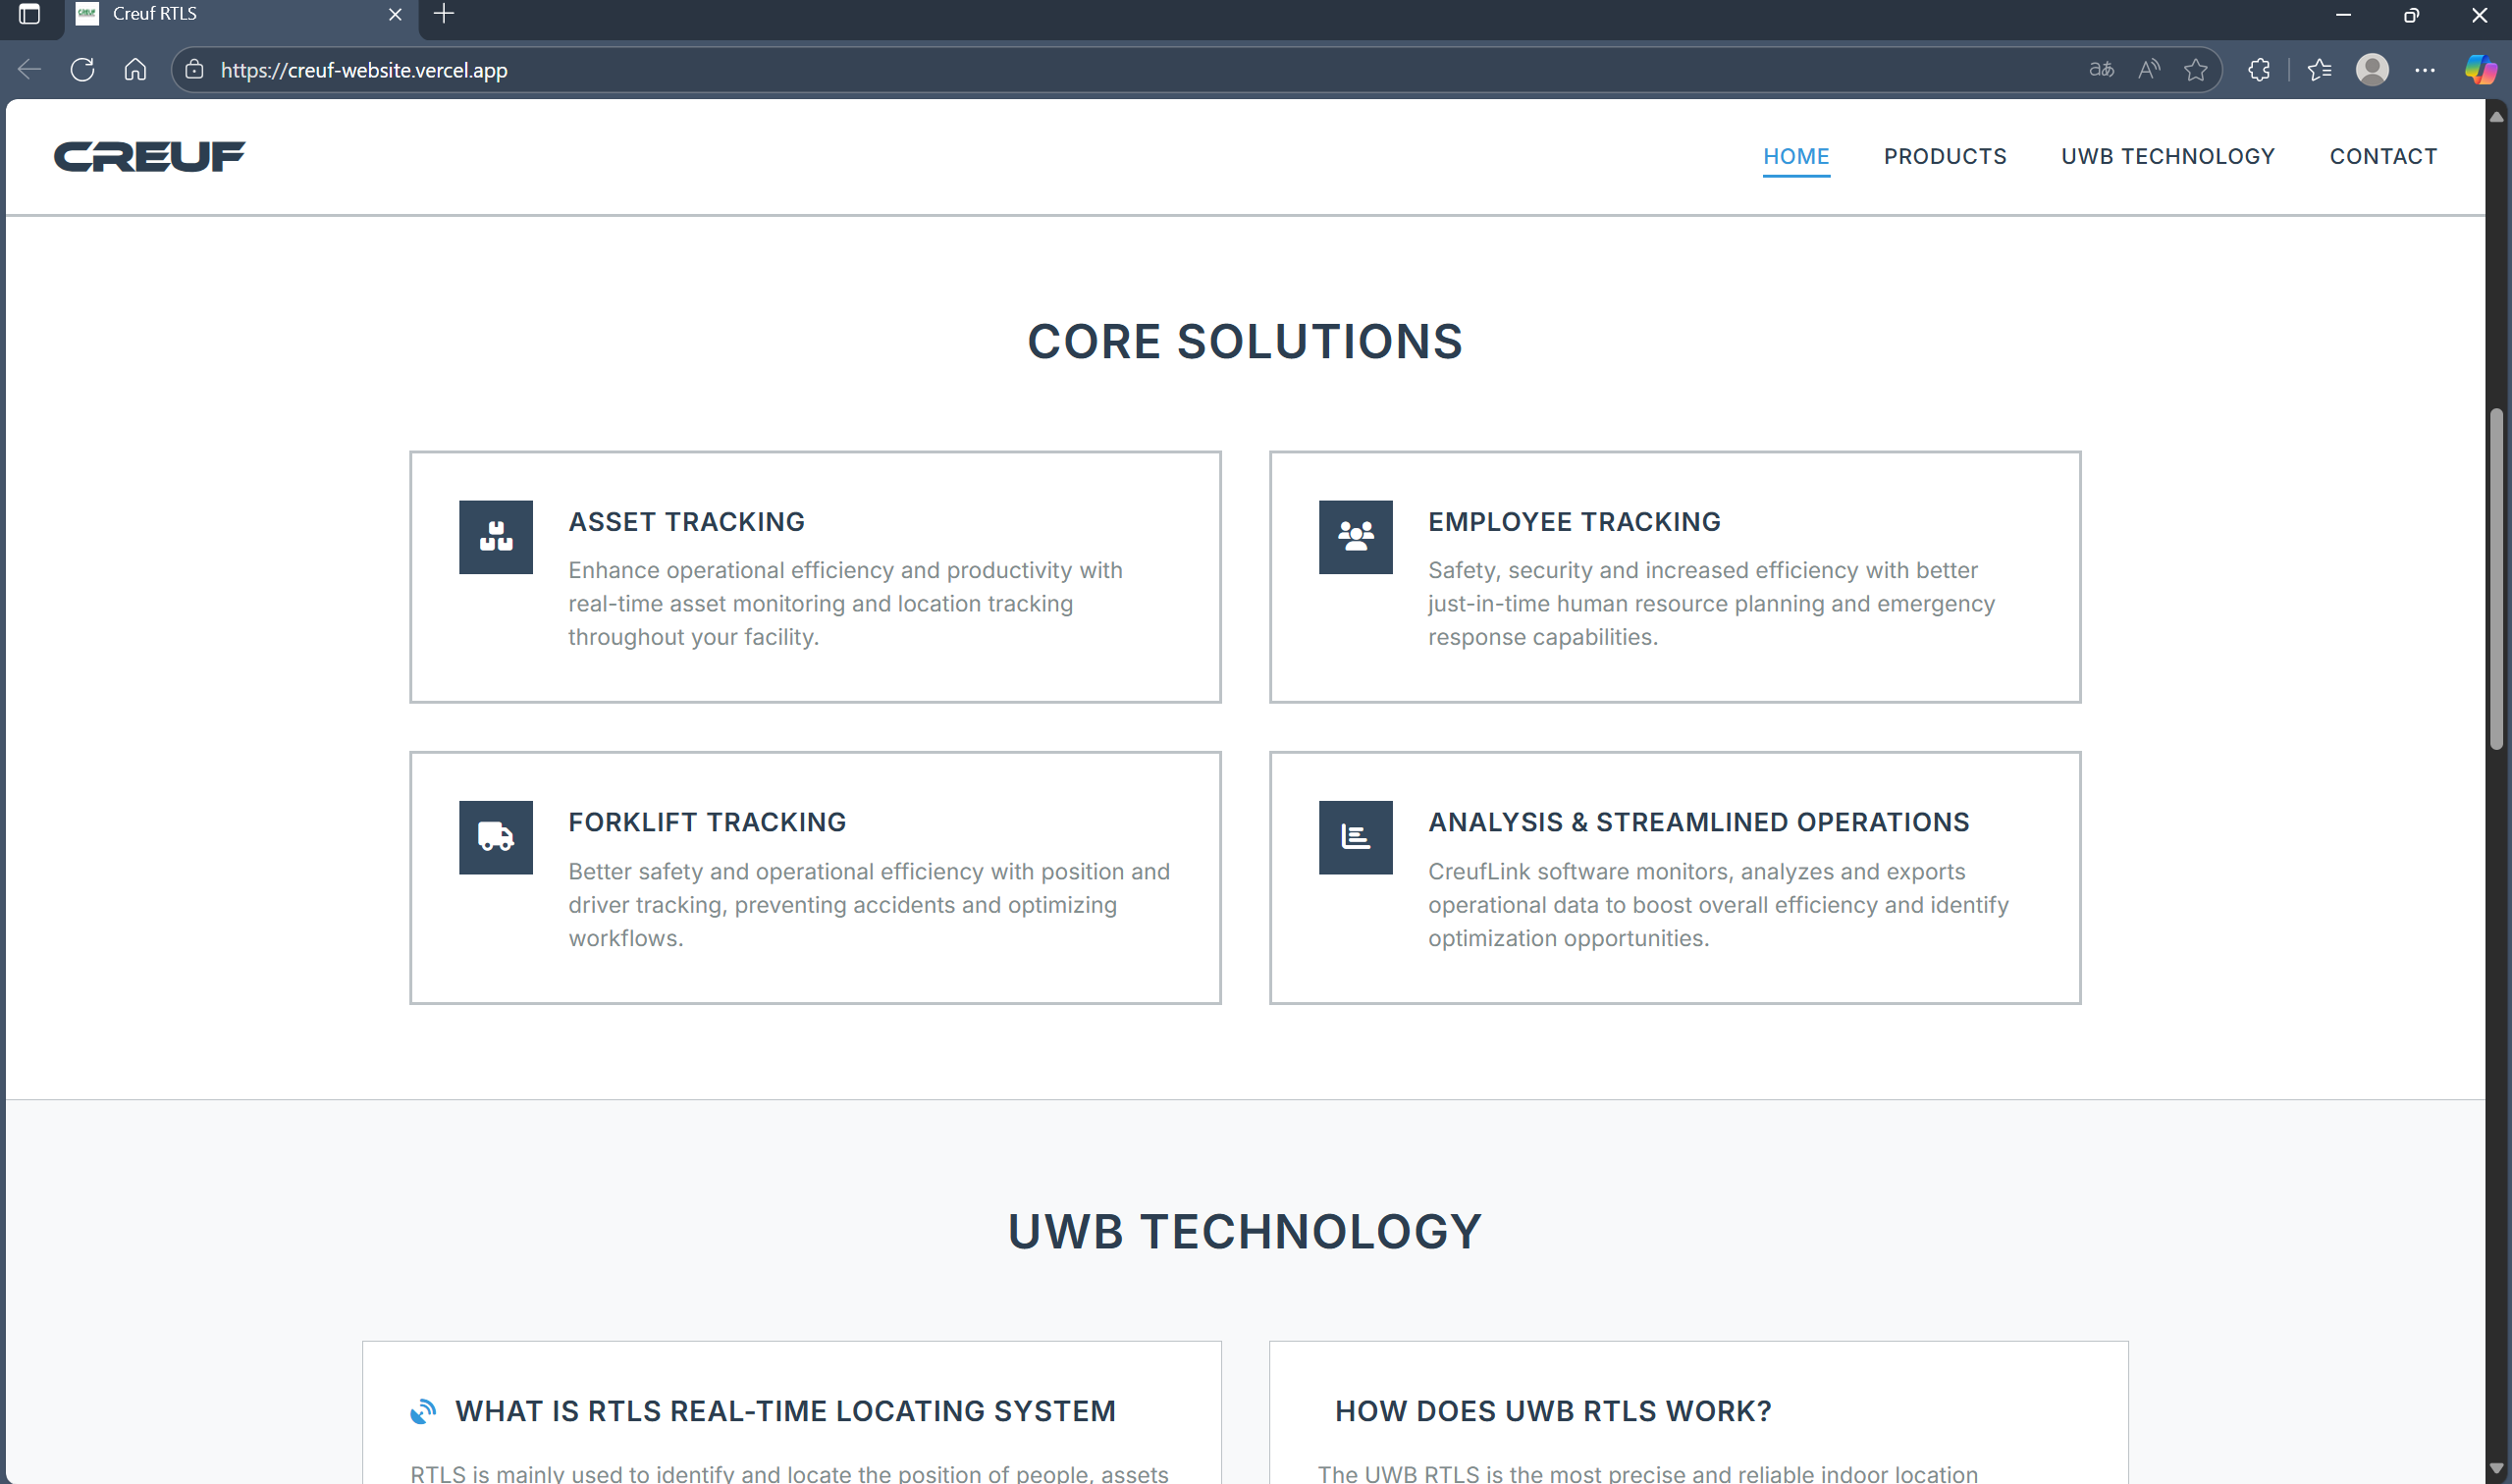 Creuf RTLS
https://creuf-website.vercel.app
CREUF
HOME
PRODUCTS
UWB TECHNOLOGY
CONTACT
CORE SOLUTIONS
ASSET TRACKING
Enhance operational efficiency and productivity with
real-time asset monitoring and location tracking
throughout your facility.
EMPLOYEE TRACKING
Safety, security and increased efficiency with better
just-in-time human resource planning and emergency
response capabilities.
FORKLIFT TRACKING
Better safety and operational efficiency with position and
driver tracking, preventing accidents and optimizing
workflows.
ANALYSIS & STREAMLINED OPERATIONS
CreufLink software monitors, analyzes and exports
operational data to boost overall efficiency and identify
optimization opportunities.
UWB TECHNOLOGY
WHAT IS RTLS REAL-TIME LOCATING SYSTEM
RTLS is mainly used to identify and locate the position of people, assets
HOW DOES UWB RTLS WORK?
The UWB RTLS is the most precise and reliable indoor location